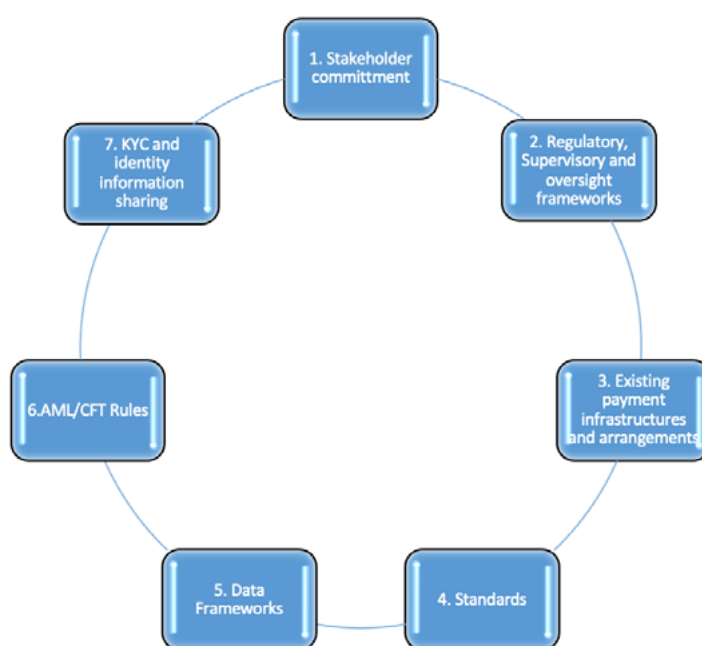 1. Stakeholder
committment
2. Regulatory,
Supervisory and
oversight
frameworks
3. Existing
payment
infrastructures
and arrangements
4. Standards
5. Data
Frameworks
6.AML/CFT Rules
7. KYC and
identity
information
sharing